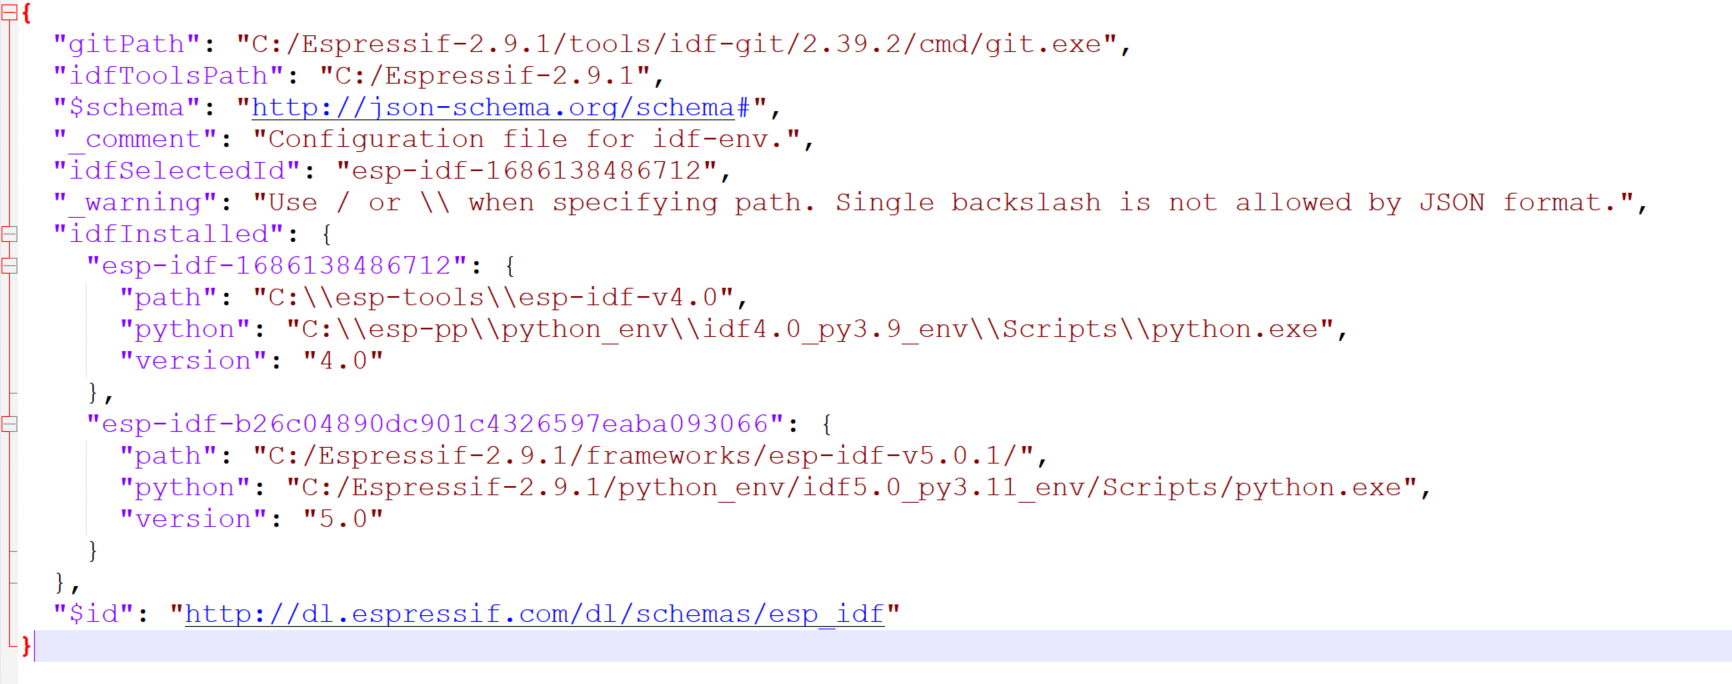 {
"gitPath": "C:/Espressif-2.9.1/tools/idf-git/2.39.2/cmd/git.exe",
"idfToolsPath": "C:/Espressif-2.9.1",
"$schema": "http://json-schema.org/schema#",
"_comment": "Configuration file for idf-env.",
"idfSelectedId": "esp-idf-1686138486712",
"_warning": "Use / or \\ when specifying path. Single backslash is not allowed by JSON format.",
"idfInstalled": {
"esp-idf-1686138486712": {
"path": "C:\\esp-tools\\esp-idf-v4.0",
"python": "C:\\esp-pp\\python_env\\idf4.0_py3.9_env\\Scripts\\python.exe",
"version": "4.0"
},
"esp-idf-b26c04890dc901c4326597eaba093066": {
"path": "C:/Espressif-2.9.1/frameworks/esp-idf-v5.0.1/",
"python": "C:/Espressif-2.9.1/python_env/idf5.0_py3.11_env/Scripts/python.exe",
"version": "5.0"
}
},
"$id": "http://dl.espressif.com/dl/schemas/esp_idf"
}